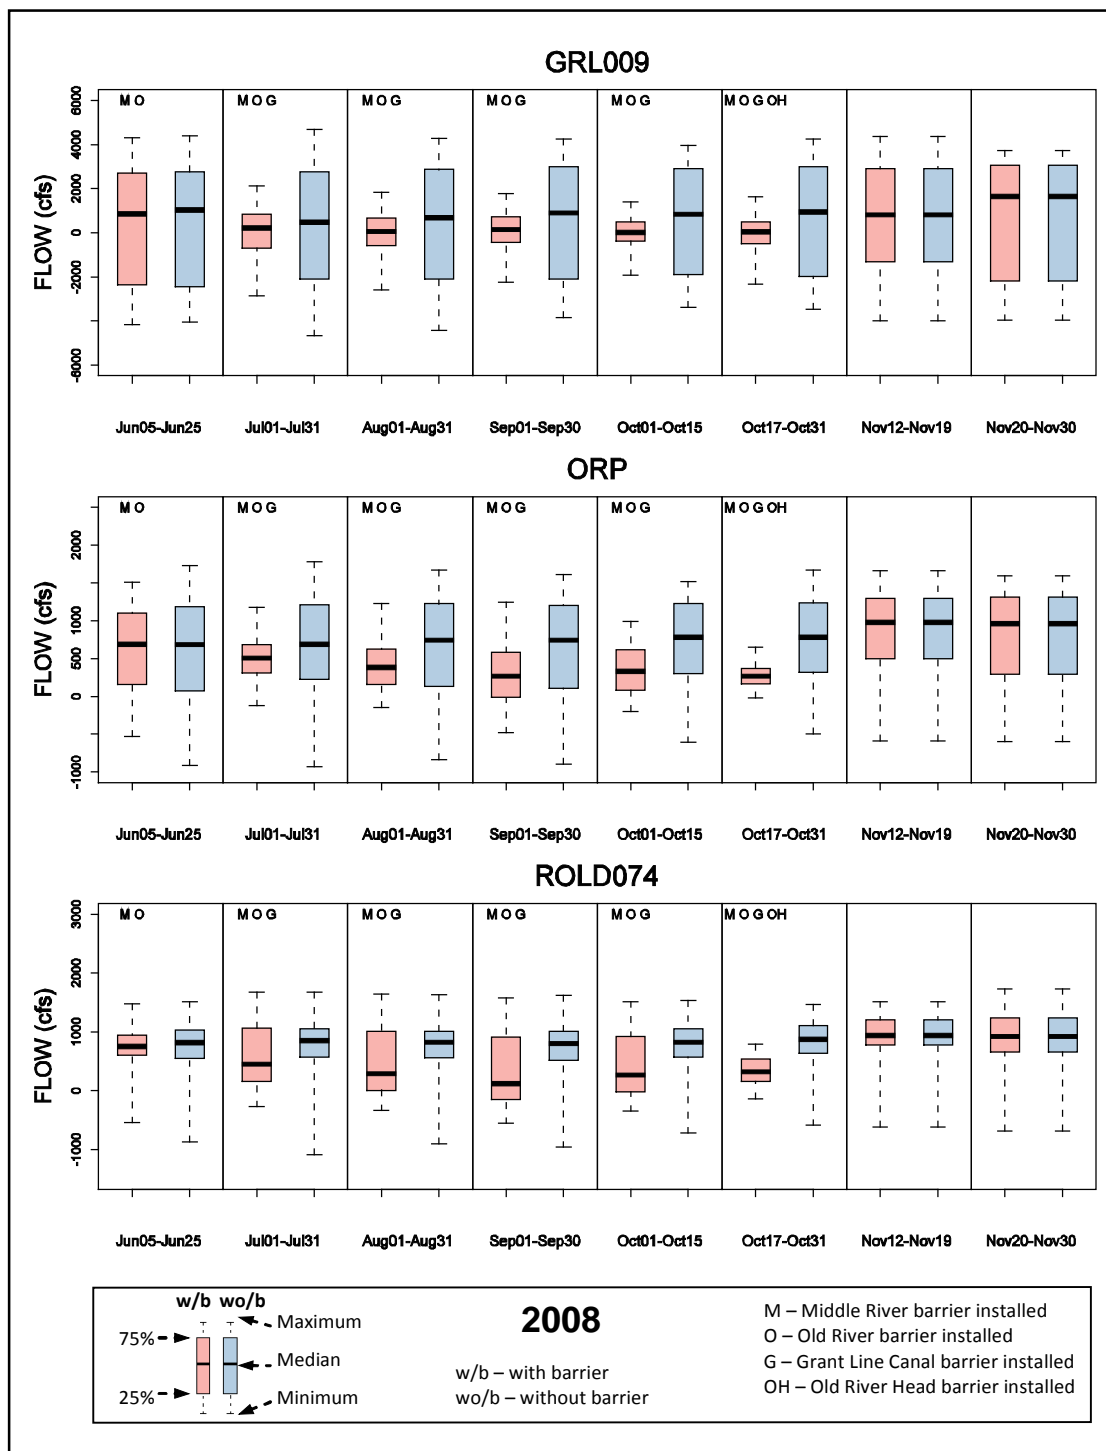 GRL009
M O
M O G
M O G
M O G
M O G
M O G OH
FLOW (cfs)
6000
4000
2000
0
-2000
-6000
Jun05-Jun25
Jul01-Jul31
Aug01-Aug31
Sep01-Sep30
Oct01-Oct15
Oct17-Oct31
Nov12-Nov19
Nov20-Nov30
ORP
M O
M O G
M O G
M O G
M O G
M O G OH
FLOW (cfs)
2000
1000
500
0
-1000
Jun05-Jun25
Jul01-Jul31
Aug01-Aug31
Sep01-Sep30
Oct01-Oct15
Oct17-Oct31
Nov12-Nov19
Nov20-Nov30
ROLD074
M O
M O G
M O G
M O G
M O G
M O G OH
FLOW (cfs)
3000
2000
1000
0
-1000
Jun05-Jun25
Jul01-Jul31
Aug01-Aug31
Sep01-Sep30
Oct01-Oct15
Oct17-Oct31
Nov12-Nov19
Nov20-Nov30
w/b wo/b
Maximum
75%
Median
25%
Minimum
2008
w/b – with barrier
wo/b – without barrier
M – Middle River barrier installed
O – Old River barrier installed
G – Grant Line Canal barrier installed
OH – Old River Head barrier installed